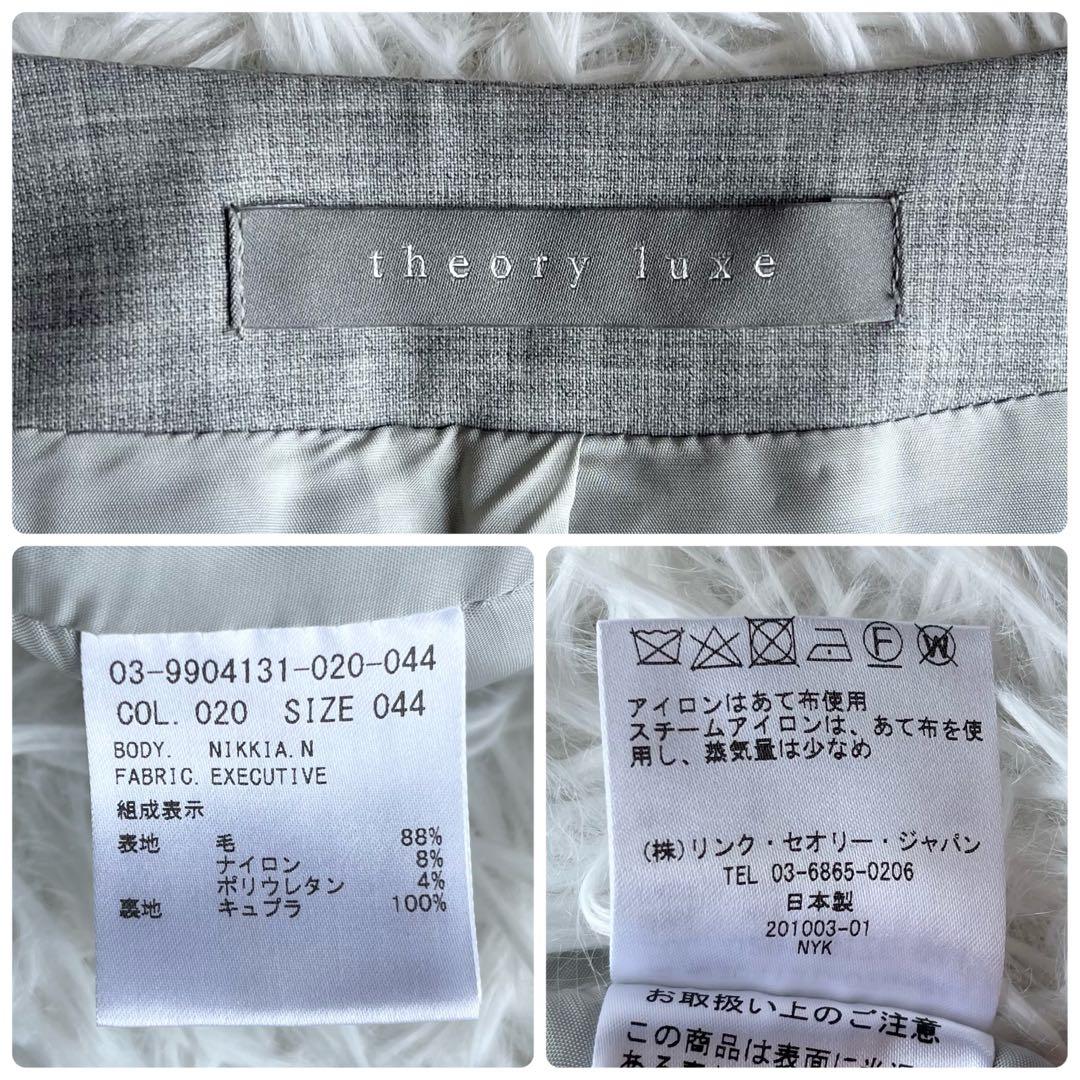 theory luxe
03-9904131-020-044
COL. 020 SIZE 044
BODY. NIKKIA.N
FABRIC. EXECUTIVE
組成表示
表地 毛 88%
ナイロン 8%
ポリウレタン 4%
裏地 キュプラ 100%
F W
アイロンはあて布使用
スチームアイロンは、あて布を使
用し、蒸気量は少なめ
(株)リンク・セオリー・ジャパン
TEL 03-6865-0206
日本製
201003-01
NYK
お取扱い上のご注意
この商品は表面に光沢